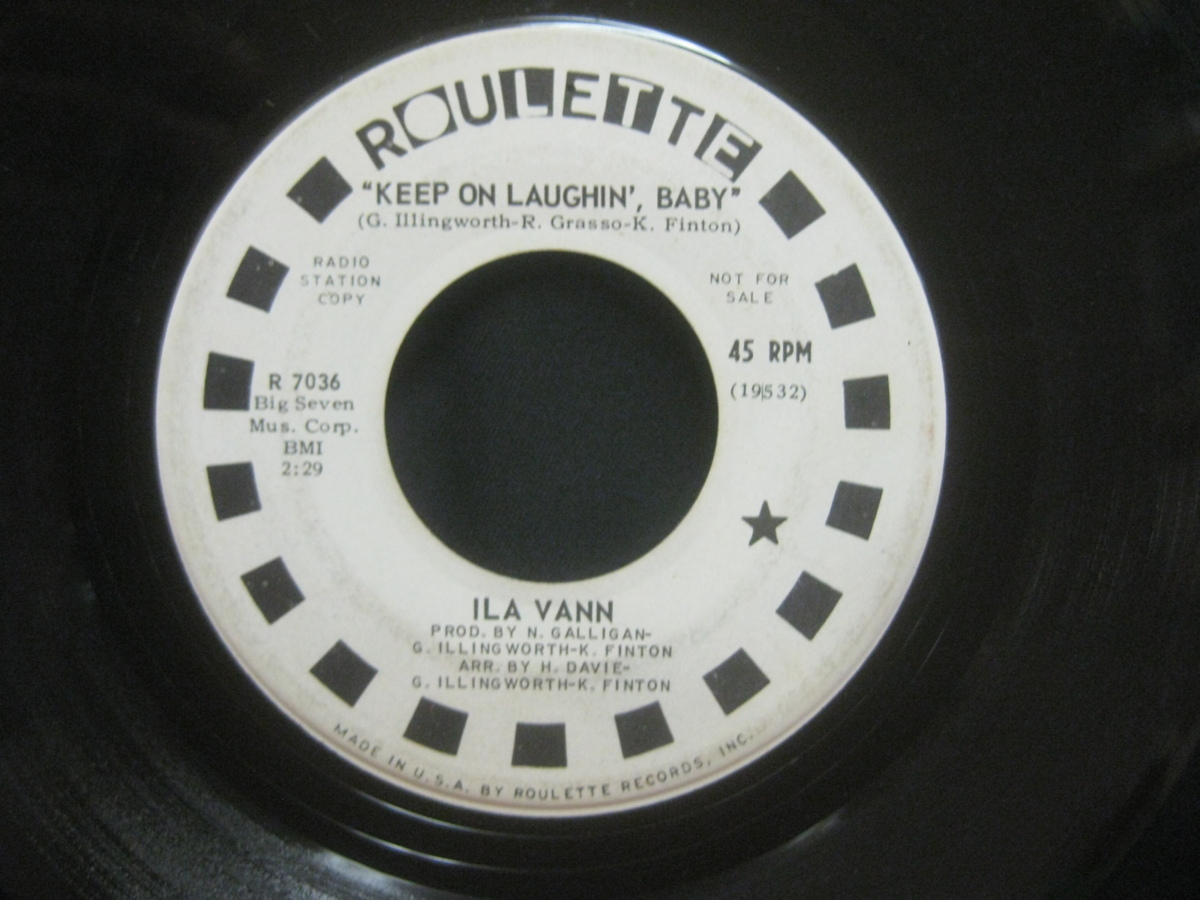 ROULETTE
"KEEP ON LAUGHIN', BABY"
(G. Illingworth-R. Grasso-K. Finton)
RADIO
STATION
COPY
NOT FOR
SALE
R 7036
Big Seven
Mus. Corp.
BMI
2:29
45 RPM
(19532)
ILA VANN
PROD. BY N. GALLIGAN-
G. ILLINGWORTH-K. FINTON
ARR. BY H. DAVIE-
G. ILLINGWORTH-K. FINTON
MADE IN U.S.A. BY ROULETTE RECORDS, INC.